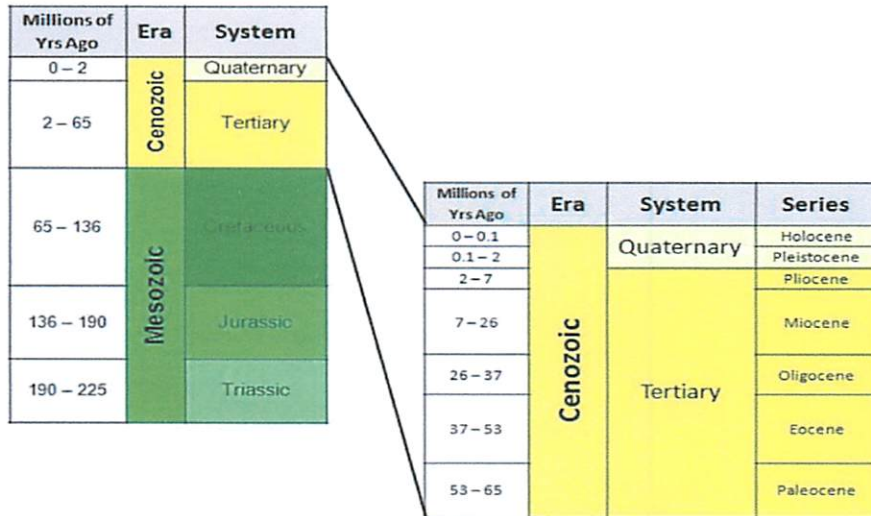 Millions of
Yrs Ago
Era
System
0 – 2
Cenozoic
Quaternary
2 – 65
Tertiary
65 – 136
Mesozoic
Cretaceous
136 – 190
Jurassic
190 – 225
Triassic
Millions of
Yrs Ago
Era
System
Series
0 – 0.1
Cenozoic
Quaternary
Holocene
0.1 – 2
Pleistocene
2 – 7
Tertiary
Pliocene
7 – 26
Miocene
26 – 37
Oligocene
37 – 53
Eocene
53 – 65
Paleocene